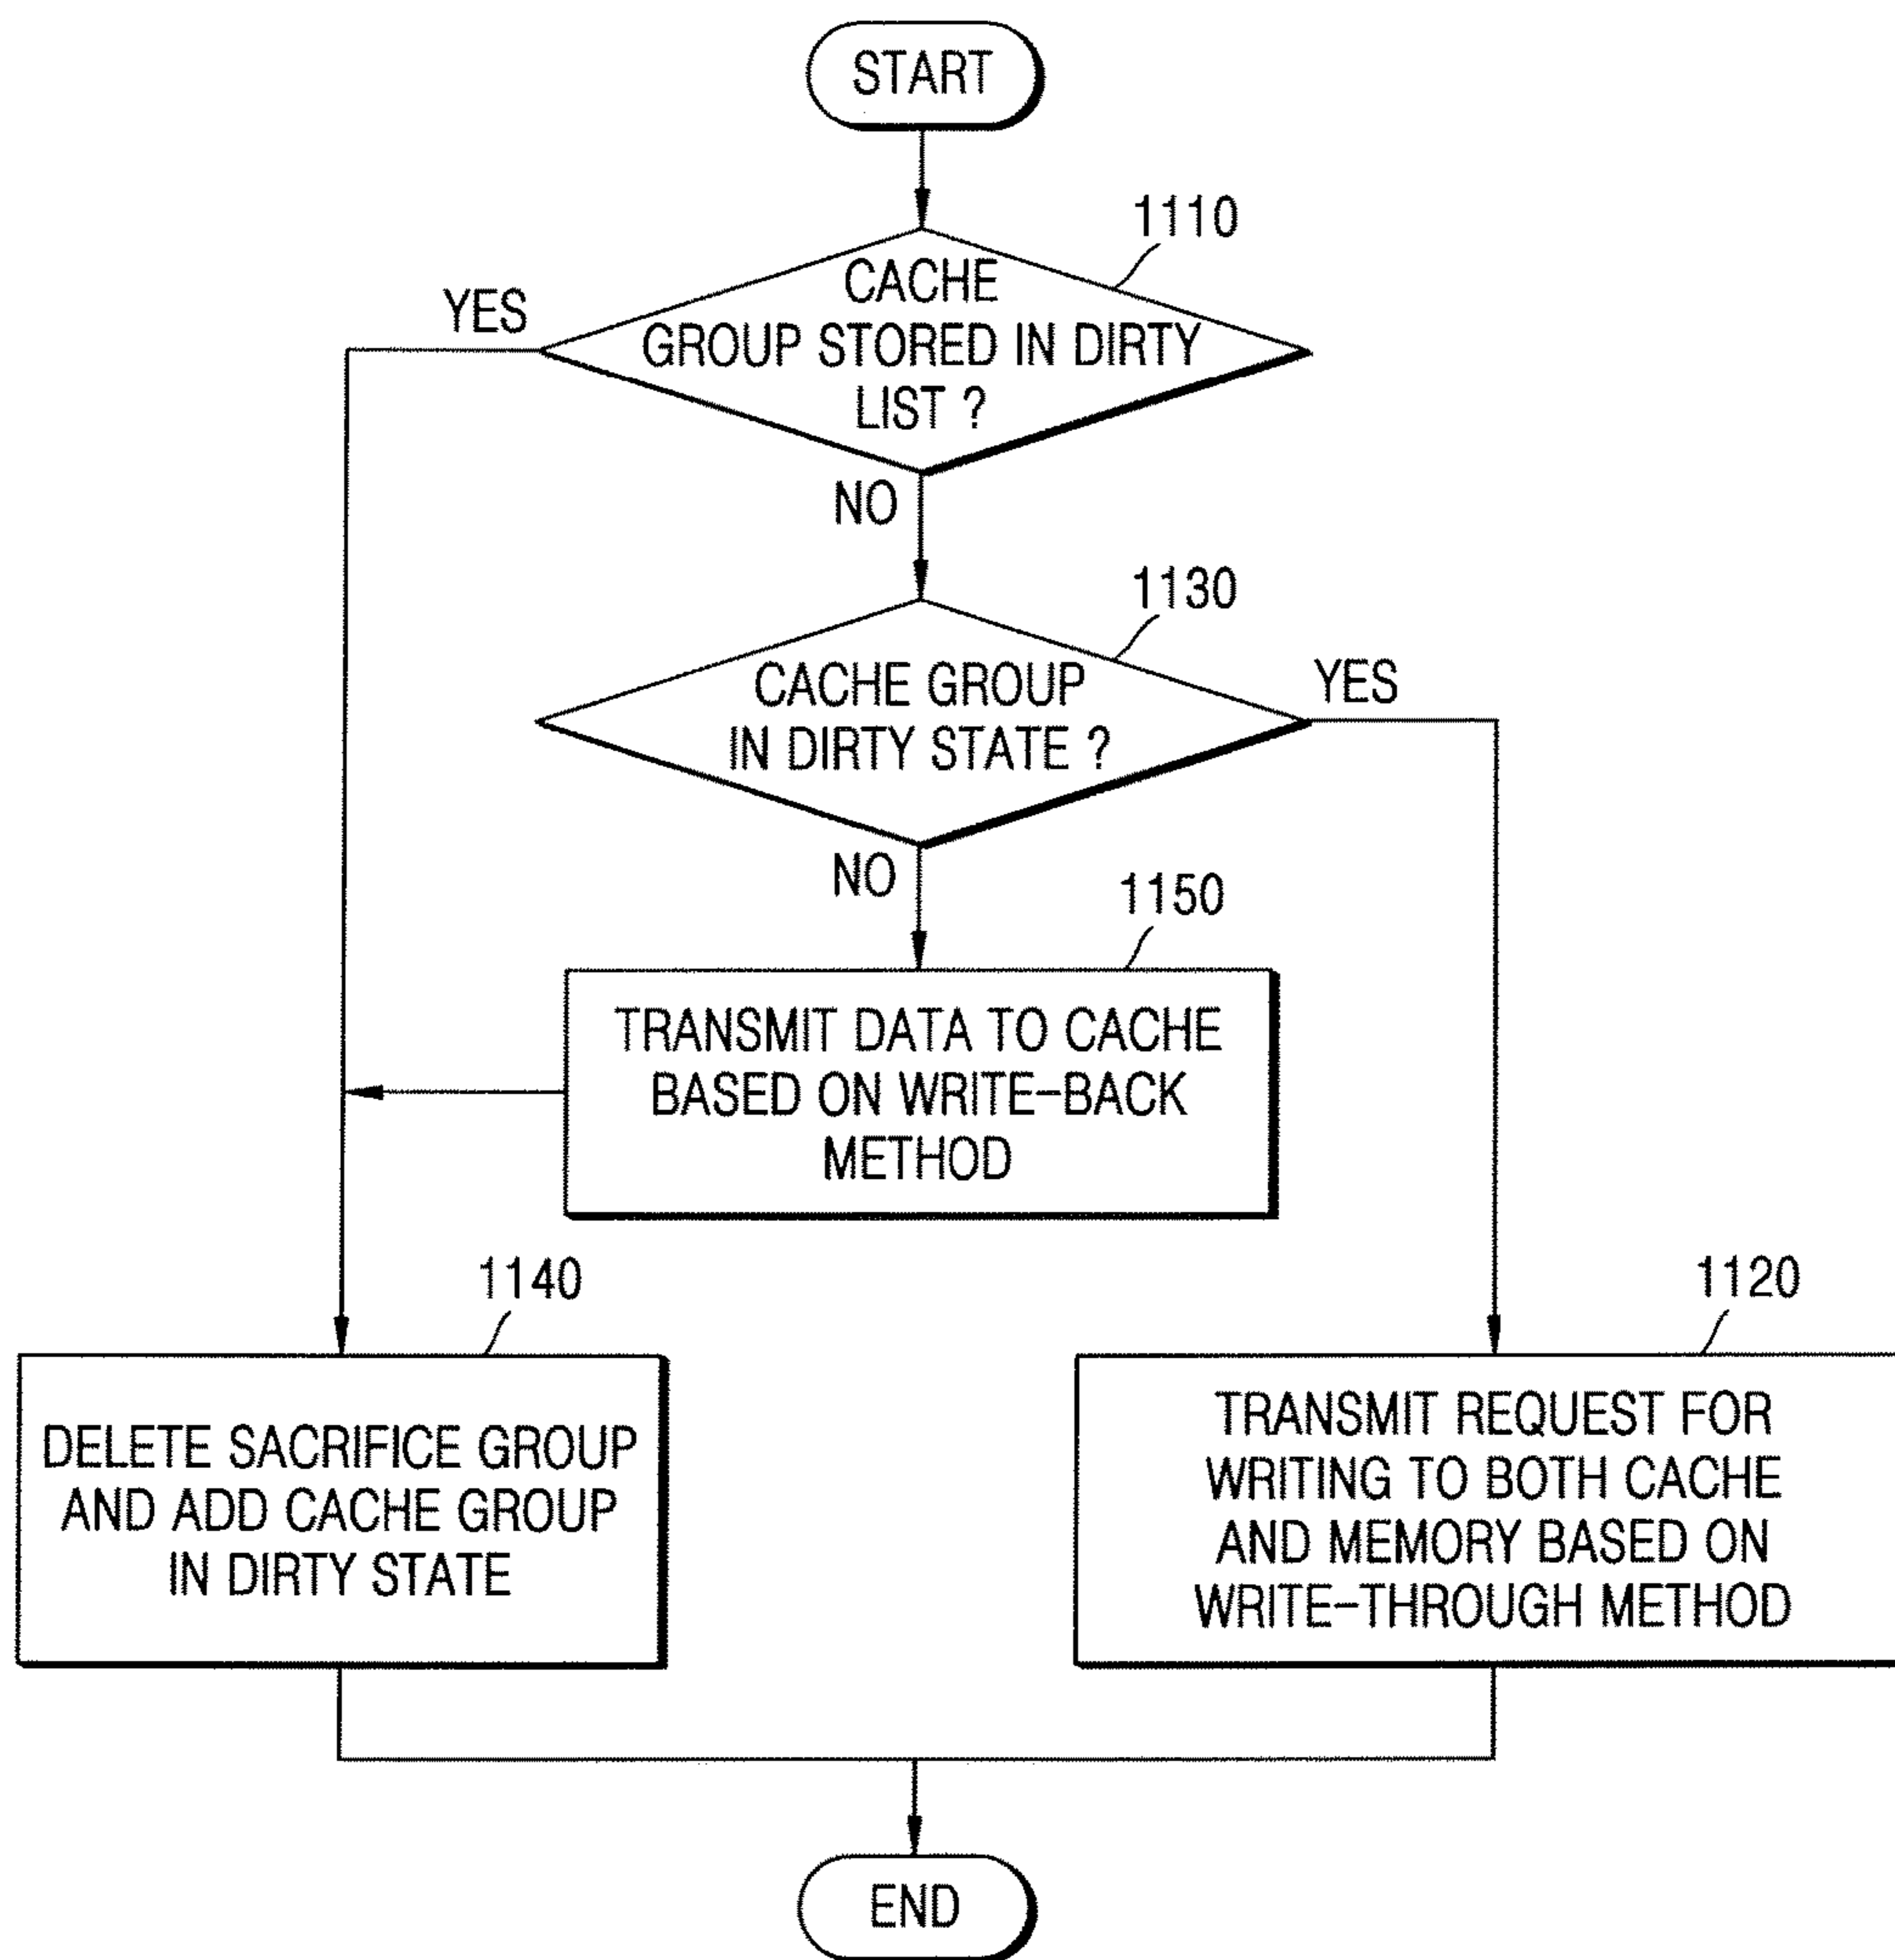 START
1110
CACHE
GROUP STORED IN DIRTY
LIST ?
YES
NO
1130
CACHE GROUP
IN DIRTY STATE ?
YES
NO
1150
TRANSMIT DATA TO CACHE
BASED ON WRITE-BACK
METHOD
1140
DELETE SACRIFICE GROUP
AND ADD CACHE GROUP
IN DIRTY STATE
1120
TRANSMIT REQUEST FOR
WRITING TO BOTH CACHE
AND MEMORY BASED ON
WRITE-THROUGH METHOD
END